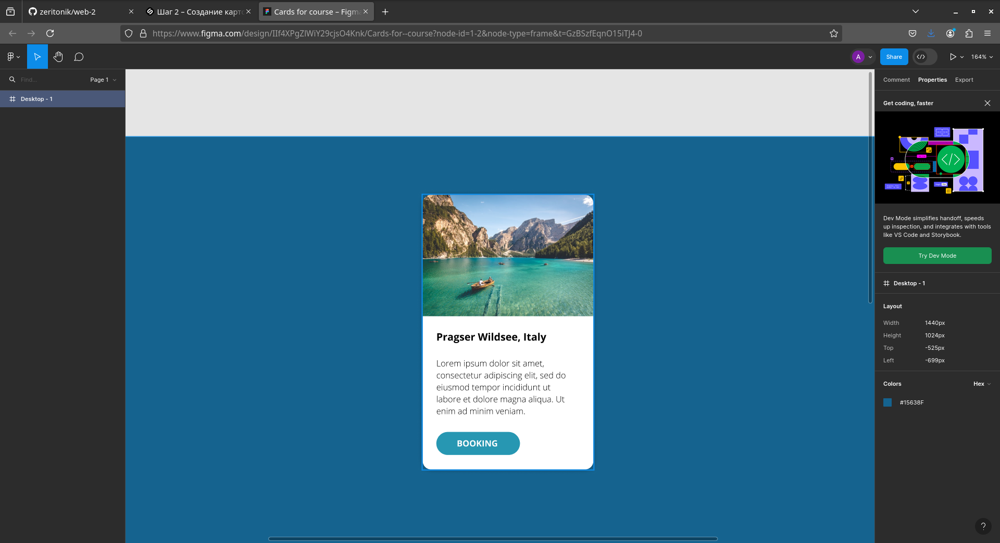 zeritonik/web-2
Шаг 2 – Создание карто
Cards for course – Figma
https://www.figma.com/design/IIf4XPgZlWiY29cjsO4Knk/Cards-for--course?node-id=1-2&node-type=frame&t=GzBSzfEqnO15iTJ4-0
A
Share
164%
Find...
Page 1
Desktop - 1
Pragser Wildsee, Italy
Lorem ipsum dolor sit amet,
consectetur adipiscing elit, sed do
eiusmod tempor incididunt ut
labore et dolore magna aliqua. Ut
enim ad minim veniam.
BOOKING
Comment
Properties
Export
Get coding, faster
</>
Dev Mode simplifies handoff, speeds
up inspection, and integrates with tools
like VS Code and Storybook.
Try Dev Mode
Desktop - 1
Layout
Width 1440px
Height 1024px
Top -525px
Left -699px
Colors
Hex
#15638F
?